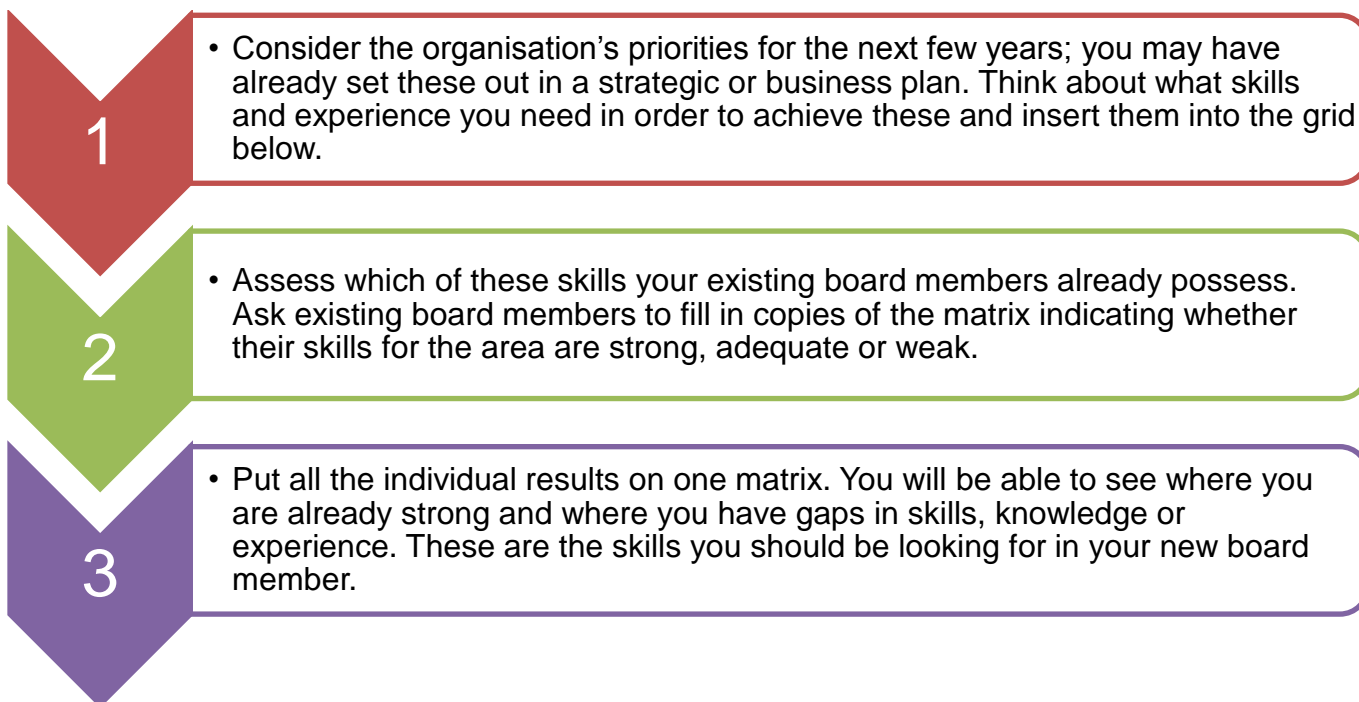 1
• Consider the organisation’s priorities for the next few years; you may have
already set these out in a strategic or business plan. Think about what skills
and experience you need in order to achieve these and insert them into the grid
below.
2
• Assess which of these skills your existing board members already possess.
Ask existing board members to fill in copies of the matrix indicating whether
their skills for the area are strong, adequate or weak.
3
• Put all the individual results on one matrix. You will be able to see where you
are already strong and where you have gaps in skills, knowledge or
experience. These are the skills you should be looking for in your new board
member.